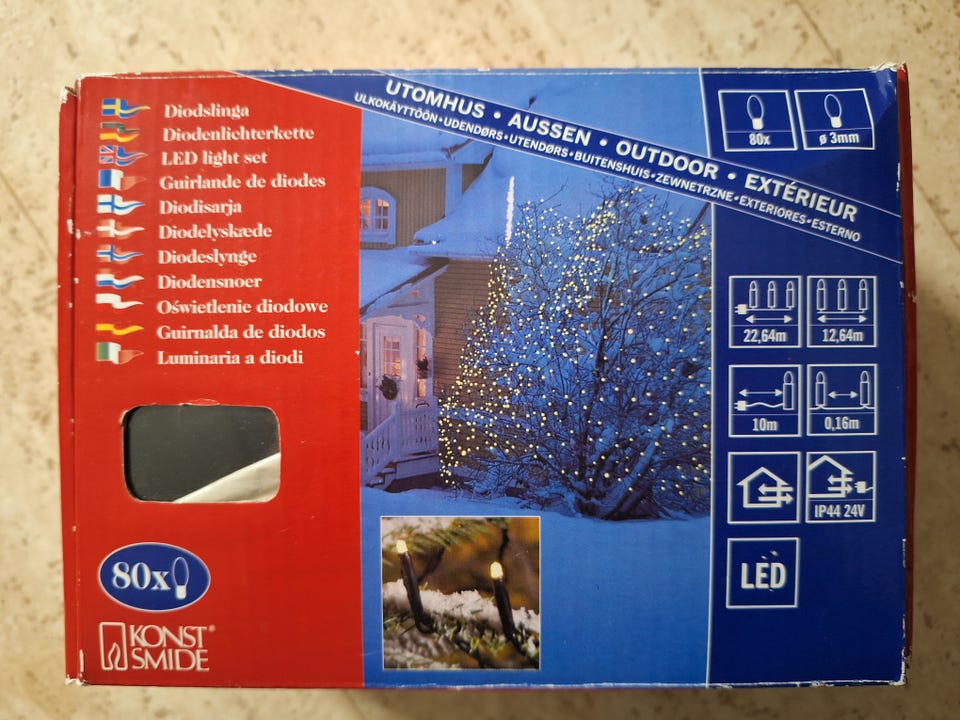 UTOMHUS • AUSSEN • OUTDOOR • EXTÉRIEUR
ULKOKÄYTTÖÖN • UDENDØRS • UTENDØRS • BUITENSHUIS • ZEWNETRZNE • EXTERIORES • ESTERNO
Diodslinga
Diodenlichterkette
LED light set
Guirlande de diodes
Diodisarja
Diodelyskæde
Diodeslynge
Diodensnoer
Oświetlenie diodowe
Guirnalda de diodos
Luminaria a diodi
80x
KONST®
SMIDE
80x
ø 3mm
22,64m
12,64m
10m
0,16m
IP44 24V
LED